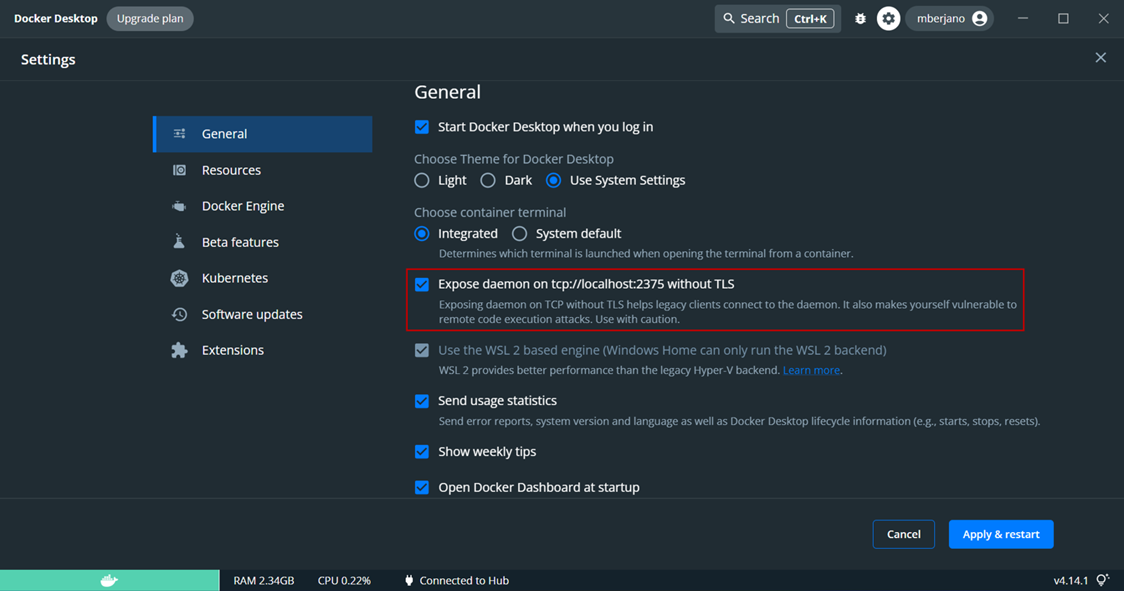 Docker Desktop Upgrade plan Search Ctrl+K mberjano
Settings
General
Resources
Docker Engine
Beta features
Kubernetes
Software updates
Extensions
General
Start Docker Desktop when you log in
Choose Theme for Docker Desktop
Light Dark Use System Settings
Choose container terminal
Integrated System default
Determines which terminal is launched when opening the terminal from a container.
Expose daemon on tcp://localhost:2375 without TLS
Exposing daemon on TCP without TLS helps legacy clients connect to the daemon. It also makes yourself vulnerable to
remote code execution attacks. Use with caution.
Use the WSL 2 based engine (Windows Home can only run the WSL 2 backend)
WSL 2 provides better performance than the legacy Hyper-V backend. Learn more.
Send usage statistics
Send error reports, system version and language as well as Docker Desktop lifecycle information (e.g., starts, stops, resets).
Show weekly tips
Open Docker Dashboard at startup
Cancel Apply & restart
RAM 2.34GB CPU 0.22% Connected to Hub v4.14.1